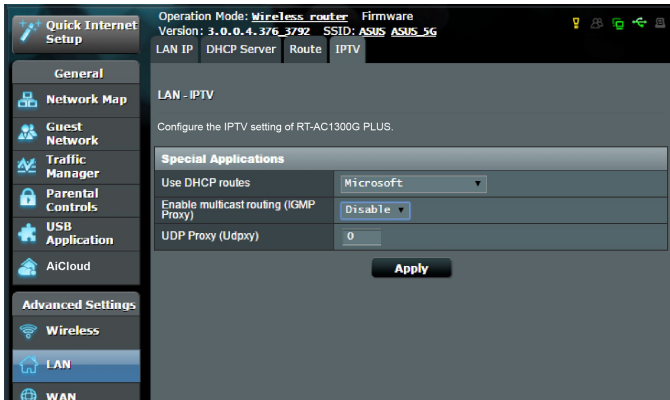 Quick Internet
Setup
Operation Mode: Wireless router Firmware
Version: 3.0.0.4.376_3792 SSID: ASUS ASUS_5G
LAN IP DHCP Server Route IPTV
General
Network Map
Guest
Network
Traffic
Manager
Parental
Controls
USB
Application
AiCloud
Advanced Settings
Wireless
LAN
WAN
LAN - IPTV
Configure the IPTV setting of RT-AC1300G PLUS.
Special Applications
Use DHCP routes Microsoft
Enable multicast routing (IGMP
Proxy) Disable
UDP Proxy (Udpxy) 0
Apply